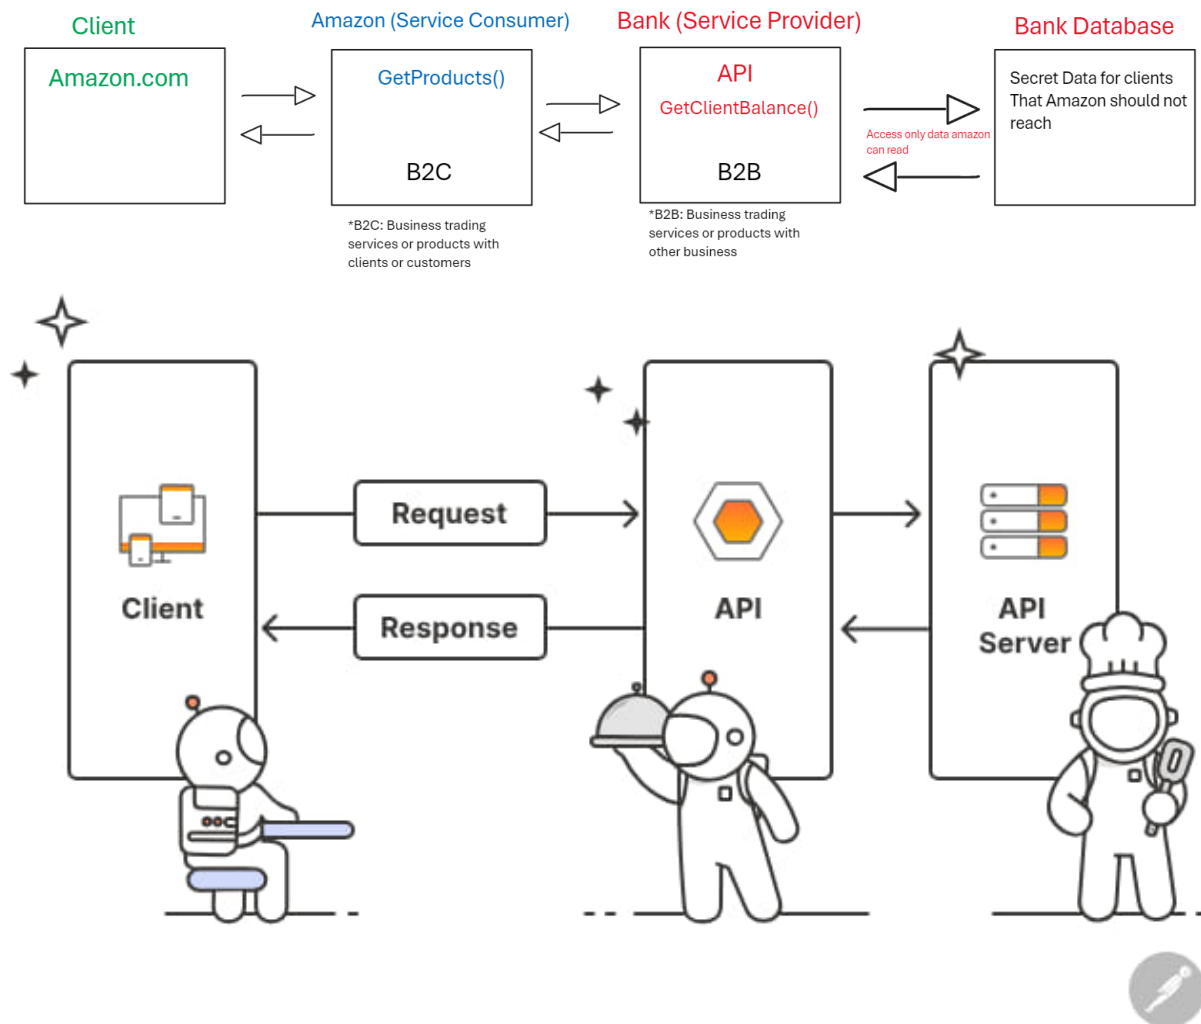 Client
Amazon (Service Consumer)
Bank (Service Provider)
Bank Database
Amazon.com
GetProducts()
B2C
API
GetClientBalance()
B2B
Access only data amazon
can read
Secret Data for clients
That Amazon should not
reach
*B2C: Business trading
services or products with
clients or customers
*B2B: Business trading
services or products with
other business
Request
Response
Client
API
API
Server